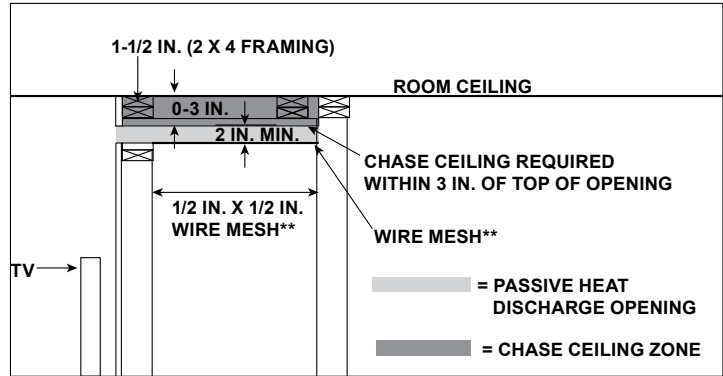 1-1/2 IN. (2 X 4 FRAMING)
ROOM CEILING
0-3 IN.
2 IN. MIN.
CHASE CEILING REQUIRED
WITHIN 3 IN. OF TOP OF OPENING
1/2 IN. X 1/2 IN.
WIRE MESH**
WIRE MESH**
TV
= PASSIVE HEAT
DISCHARGE OPENING
= CHASE CEILING ZONE